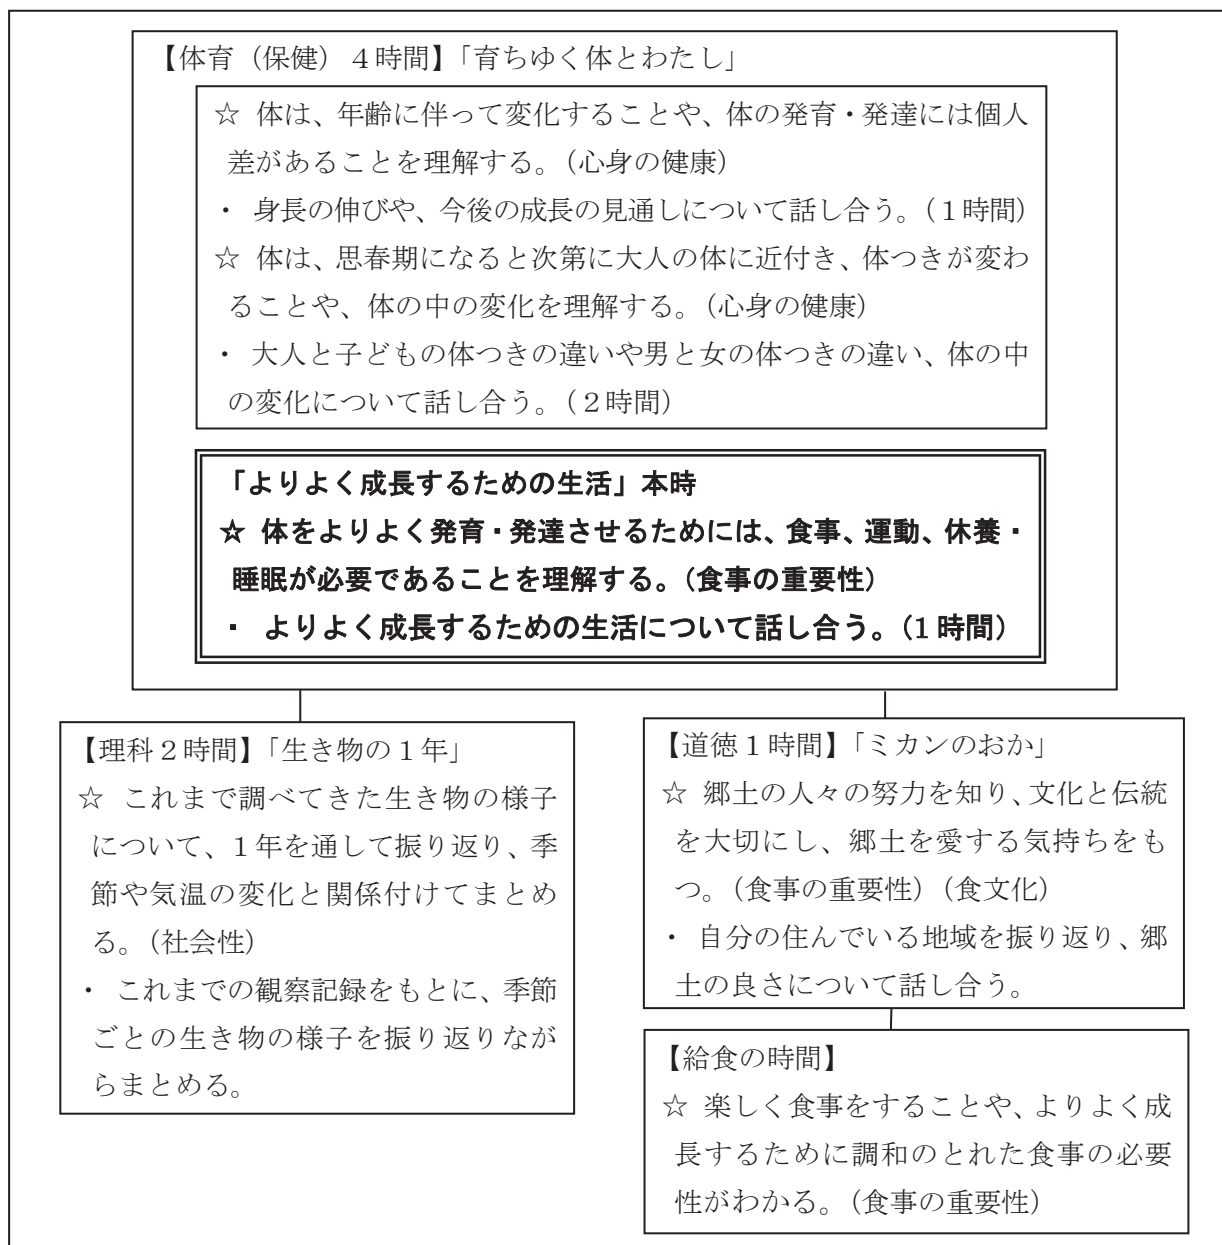 【体育（保健）４時間】「育ちゆく体とわたし」
☆ 体は、年齢に伴って変化することや、体の発育・発達には個人
差があることを理解する。（心身の健康）
・ 身長の伸びや、今後の成長の見通しについて話し合う。（１時間）
☆ 体は、思春期になると次第に大人の体に近付き、体つきが変わ
ることや、体の中の変化を理解する。（心身の健康）
・ 大人と子どもの体つきの違いや男と女の体つきの違い、体の中
の変化について話し合う。（２時間）
「よりよく成長するための生活」本時
☆ 体をよりよく発育・発達させるためには、食事、運動、休養・
睡眠が必要であることを理解する。（食事の重要性）
・ よりよく成長するための生活について話し合う。（１時間）
【理科２時間】「生き物の１年」
☆ これまで調べてきた生き物の様子
について、１年を通して振り返り、季
節や気温の変化と関係付けてまとめ
る。（社会性）
・ これまでの観察記録をもとに、季節
ごとの生き物の様子を振り返りなが
らまとめる。
【道徳１時間】「ミカンのおか」
☆ 郷土の人々の努力を知り、文化と伝統
を大切にし、郷土を愛する気持ちをも
つ。（食事の重要性）（食文化）
・ 自分の住んでいる地域を振り返り、郷
土の良さについて話し合う。
【給食の時間】
☆ 楽しく食事をすることや、よりよく成
長するために調和のとれた食事の必要
性がわかる。（食事の重要性）